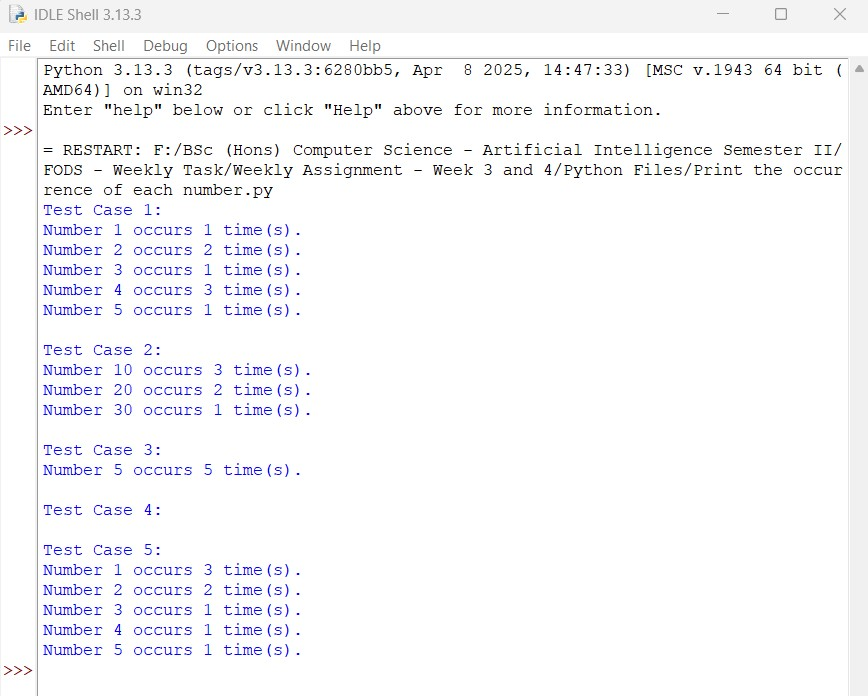 IDLE Shell 3.13.3
File Edit Shell Debug Options Window Help
Python 3.13.3 (tags/v3.13.3:6280bb5, Apr  8 2025, 14:47:33) [MSC v.1943 64 bit (
AMD64)] on win32
Enter "help" below or click "Help" above for more information.
>>>
= RESTART: F:/BSc (Hons) Computer Science - Artificial Intelligence Semester II/
FODS - Weekly Task/Weekly Assignment - Week 3 and 4/Python Files/Print the occur
rence of each number.py
Test Case 1:
Number 1 occurs 1 time(s).
Number 2 occurs 2 time(s).
Number 3 occurs 1 time(s).
Number 4 occurs 3 time(s).
Number 5 occurs 1 time(s).
Test Case 2:
Number 10 occurs 3 time(s).
Number 20 occurs 2 time(s).
Number 30 occurs 1 time(s).
Test Case 3:
Number 5 occurs 5 time(s).
Test Case 4:
Test Case 5:
Number 1 occurs 3 time(s).
Number 2 occurs 2 time(s).
Number 3 occurs 1 time(s).
Number 4 occurs 1 time(s).
Number 5 occurs 1 time(s).
>>>